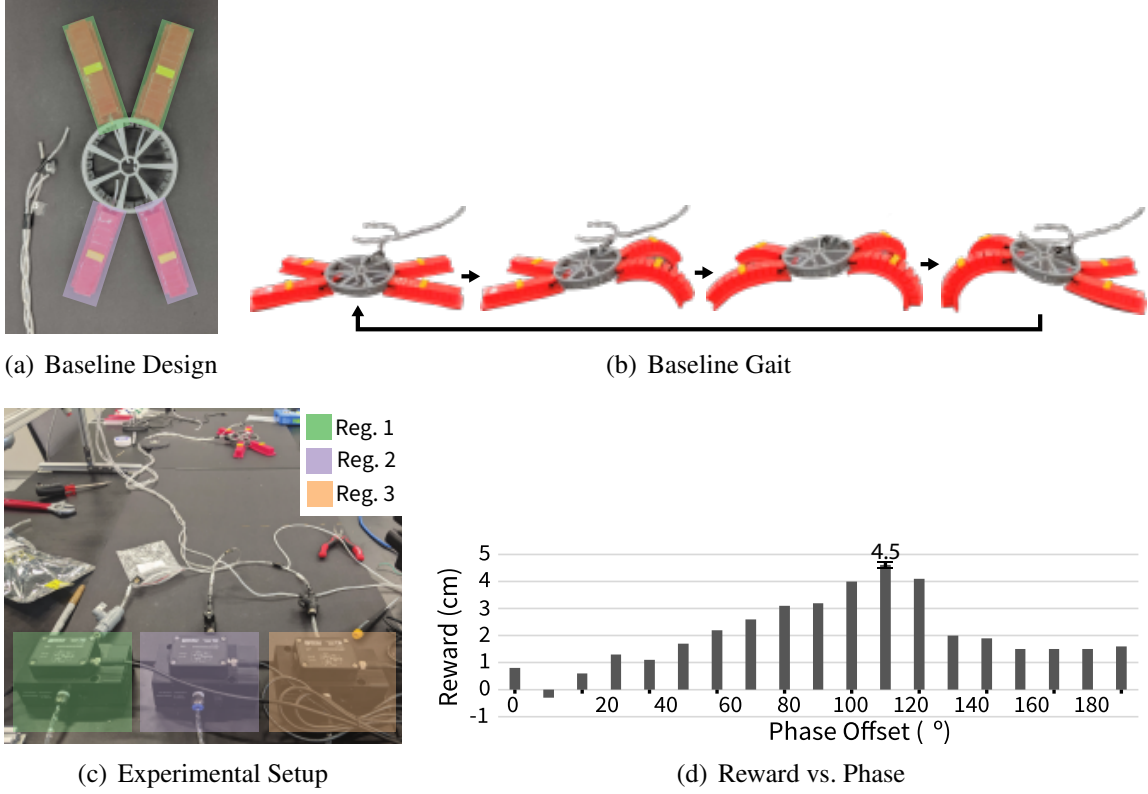 (a) Baseline Design
(b) Baseline Gait
Reg. 1
Reg. 2
Reg. 3
(c) Experimental Setup
Reward (cm)
5
4
3
2
1
0
-1
4.5
0 20 40 60 80 100 120 140 160 180
Phase Offset ( °)
(d) Reward vs. Phase